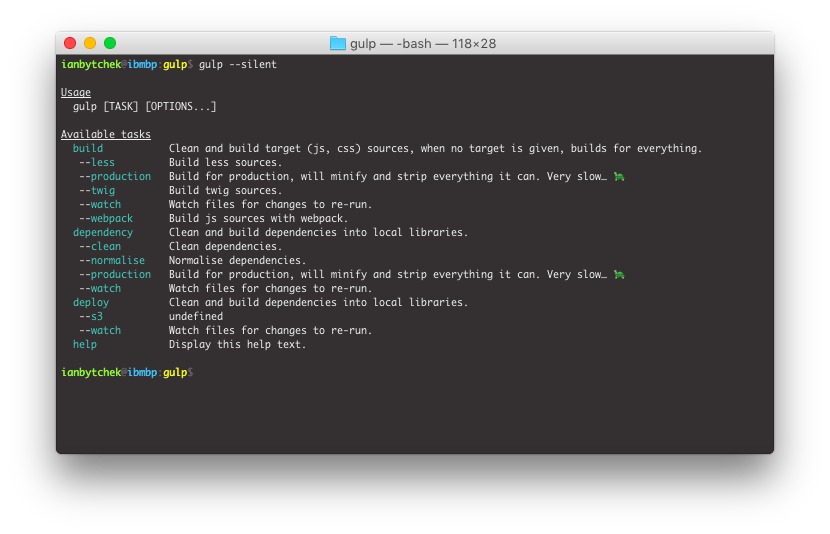 gulp — -bash — 118×28
ianbytchek@ibmbp:gulp$ gulp --silent
Usage
gulp [TASK] [OPTIONS...]
Available tasks
build Clean and build target (js, css) sources, when no target is given, builds for everything.
--less Build less sources.
--production Build for production, will minify and strip everything it can. Very slow… 🐢
--twig Build twig sources.
--watch Watch files for changes to re-run.
--webpack Build js sources with webpack.
dependency Clean and build dependencies into local libraries.
--clean Clean dependencies.
--normalise Normalise dependencies.
--production Build for production, will minify and strip everything it can. Very slow… 🐢
--watch Watch files for changes to re-run.
deploy Clean and build dependencies into local libraries.
--s3 undefined
--watch Watch files for changes to re-run.
help Display this help text.
ianbytchek@ibmbp:gulp$